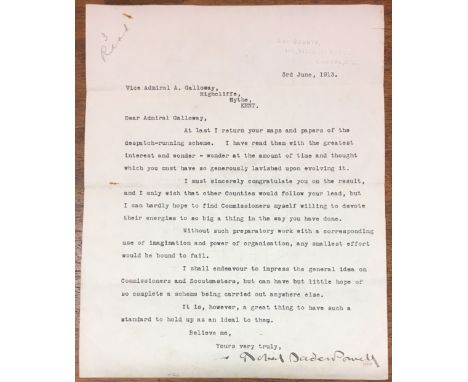 3
Read
3rd June, 1913.
Vice Admiral A. Galloway,
Highcliffe,
Hythe,
KENT.
Dear Admiral Galloway,
At last I return your maps and papers of the
despatch-running scheme. I have read them with the greatest
interest and wonder - wonder at the amount of time and thought
which you must have so generously lavished upon evolving it.
I must sincerely congratulate you on the result,
and I only wish that other Counties would follow your lead, but
I can hardly hope to find Commissioners myself willing to devote
their energies to so big a thing in the way you have done.
Without such preparatory work with a corresponding
use of imagination and power of organisation, any smallest effort
would be bound to fail.
I shall endeavour to impress the general idea on
Commissioners and Scoutmasters, but can have but little hope of
so complete a scheme being carried out anywhere else.
It is, however, a great thing to have such a
standard to hold up as an ideal to them.
Believe me,
Yours very truly,
Robert Baden Powell